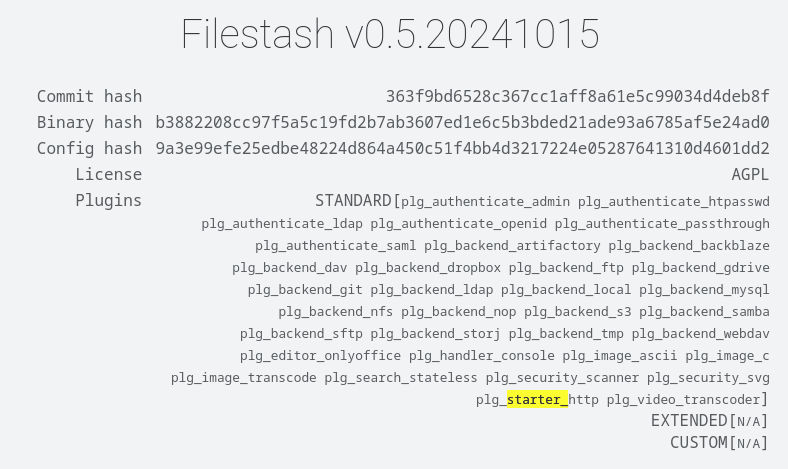 Filestash v0.5.20241015
Commit hash 363f9bd6528c367cc1aff8a61e5c99034d4deb8f
Binary hash b3882208cc97f5a5c19fd2b7ab3607ed1e6c5b3bded21ade93a6785af5e24ad0
Config hash 9a3e99efe25edbe48224d864a450c51f4bb4d3217224e05287641310d4601dd2
License AGPL
Plugins STANDARD[plg_authenticate_admin plg_authenticate_htpasswd
plg_authenticate_ldap plg_authenticate_openid plg_authenticate_passthrough
plg_authenticate_saml plg_backend_artifactory plg_backend_backblaze
plg_backend_dav plg_backend_dropbox plg_backend_ftp plg_backend_gdrive
plg_backend_git plg_backend_ldap plg_backend_local plg_backend_mysql
plg_backend_nfs plg_backend_nop plg_backend_s3 plg_backend_samba
plg_backend_sftp plg_backend_storj plg_backend_tmp plg_backend_webdav
plg_editor_onlyoffice plg_handler_console plg_image_ascii plg_image_c
plg_image_transcode plg_search_stateless plg_security_scanner plg_security_svg
plg_starter_http plg_video_transcoder]
EXTENDED[N/A]
CUSTOM[N/A]